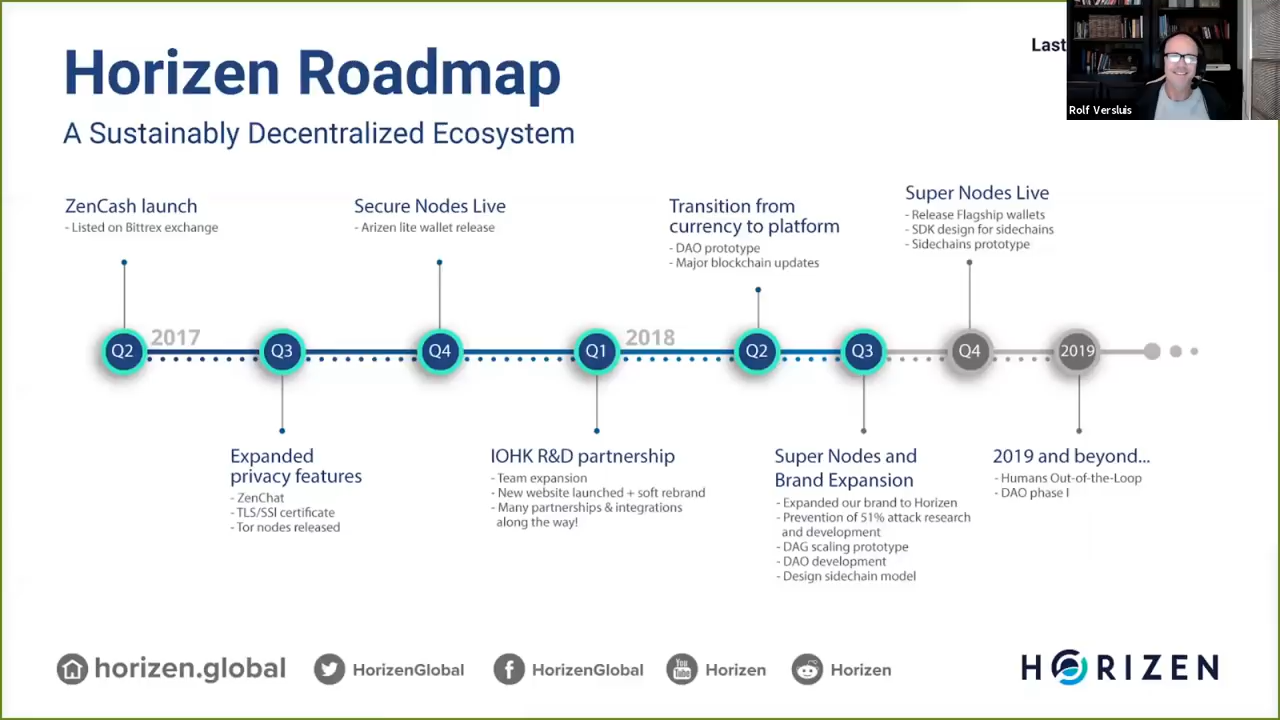 Horizen Roadmap
A Sustainably Decentralized Ecosystem
Last
Rolf Versluis
ZenCash launch
- Listed on Bittrex exchange
Secure Nodes Live
- Arizen lite wallet release
Transition from
currency to platform
- DAO prototype
- Major blockchain updates
Super Nodes Live
- Release Flagship wallets
- SDK design for sidechains
- Sidechains prototype
2017
2018
Q2
Q3
Q4
Q1
Q2
Q3
Q4
2019
Expanded
privacy features
- ZenChat
- TLS/SSI certificate
- Tor nodes released
IOHK R&D partnership
- Team expansion
- New website launched + soft rebrand
- Many partnerships & integrations
along the way!
Super Nodes and
Brand Expansion
- Expanded our brand to Horizen
- Prevention of 51% attack research
and development
- DAG scaling prototype
- DAO development
- Design sidechain model
2019 and beyond...
- Humans Out-of-the-Loop
- DAO phase I
horizen.global
HorizenGlobal
HorizenGlobal
You Tube
Horizen
Horizen
HORIZEN